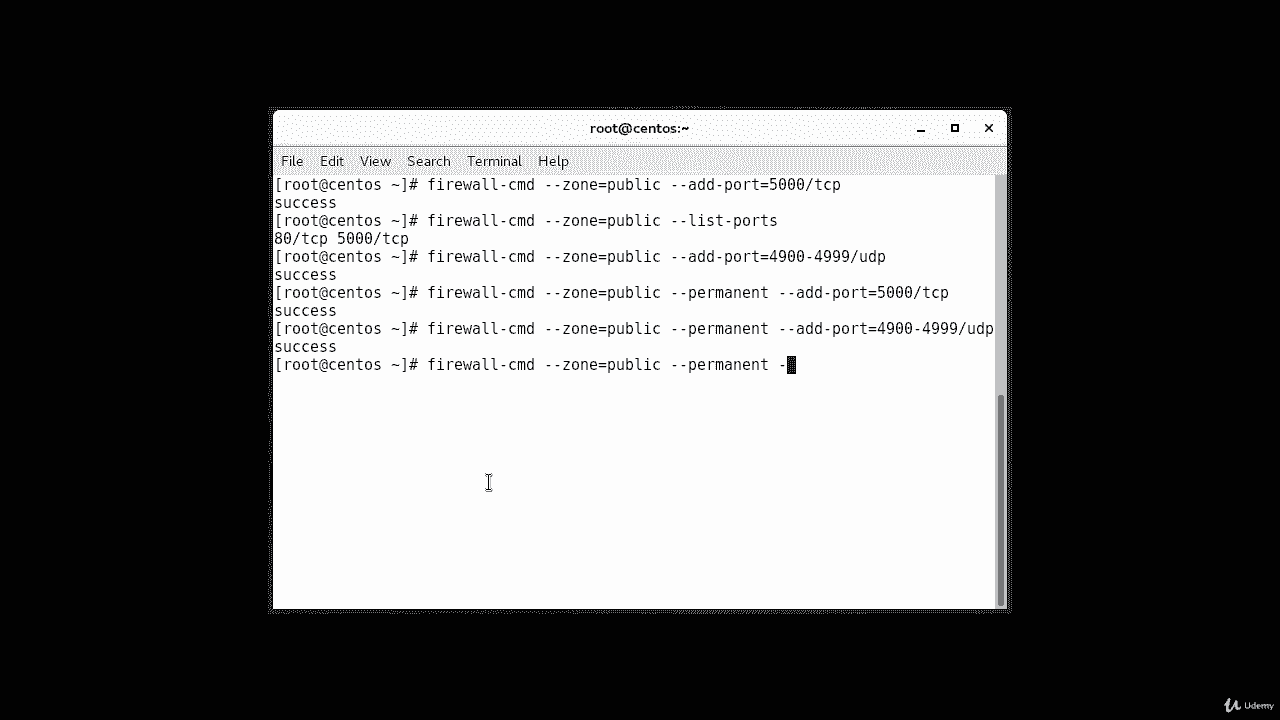 root@centos:~
File Edit View Search Terminal Help
[root@centos ~]# firewall-cmd --zone=public --add-port=5000/tcp
success
[root@centos ~]# firewall-cmd --zone=public --list-ports
80/tcp 5000/tcp
[root@centos ~]# firewall-cmd --zone=public --add-port=4900-4999/udp
success
[root@centos ~]# firewall-cmd --zone=public --permanent --add-port=5000/tcp
success
[root@centos ~]# firewall-cmd --zone=public --permanent --add-port=4900-4999/udp
success
[root@centos ~]# firewall-cmd --zone=public --permanent -
Udemy